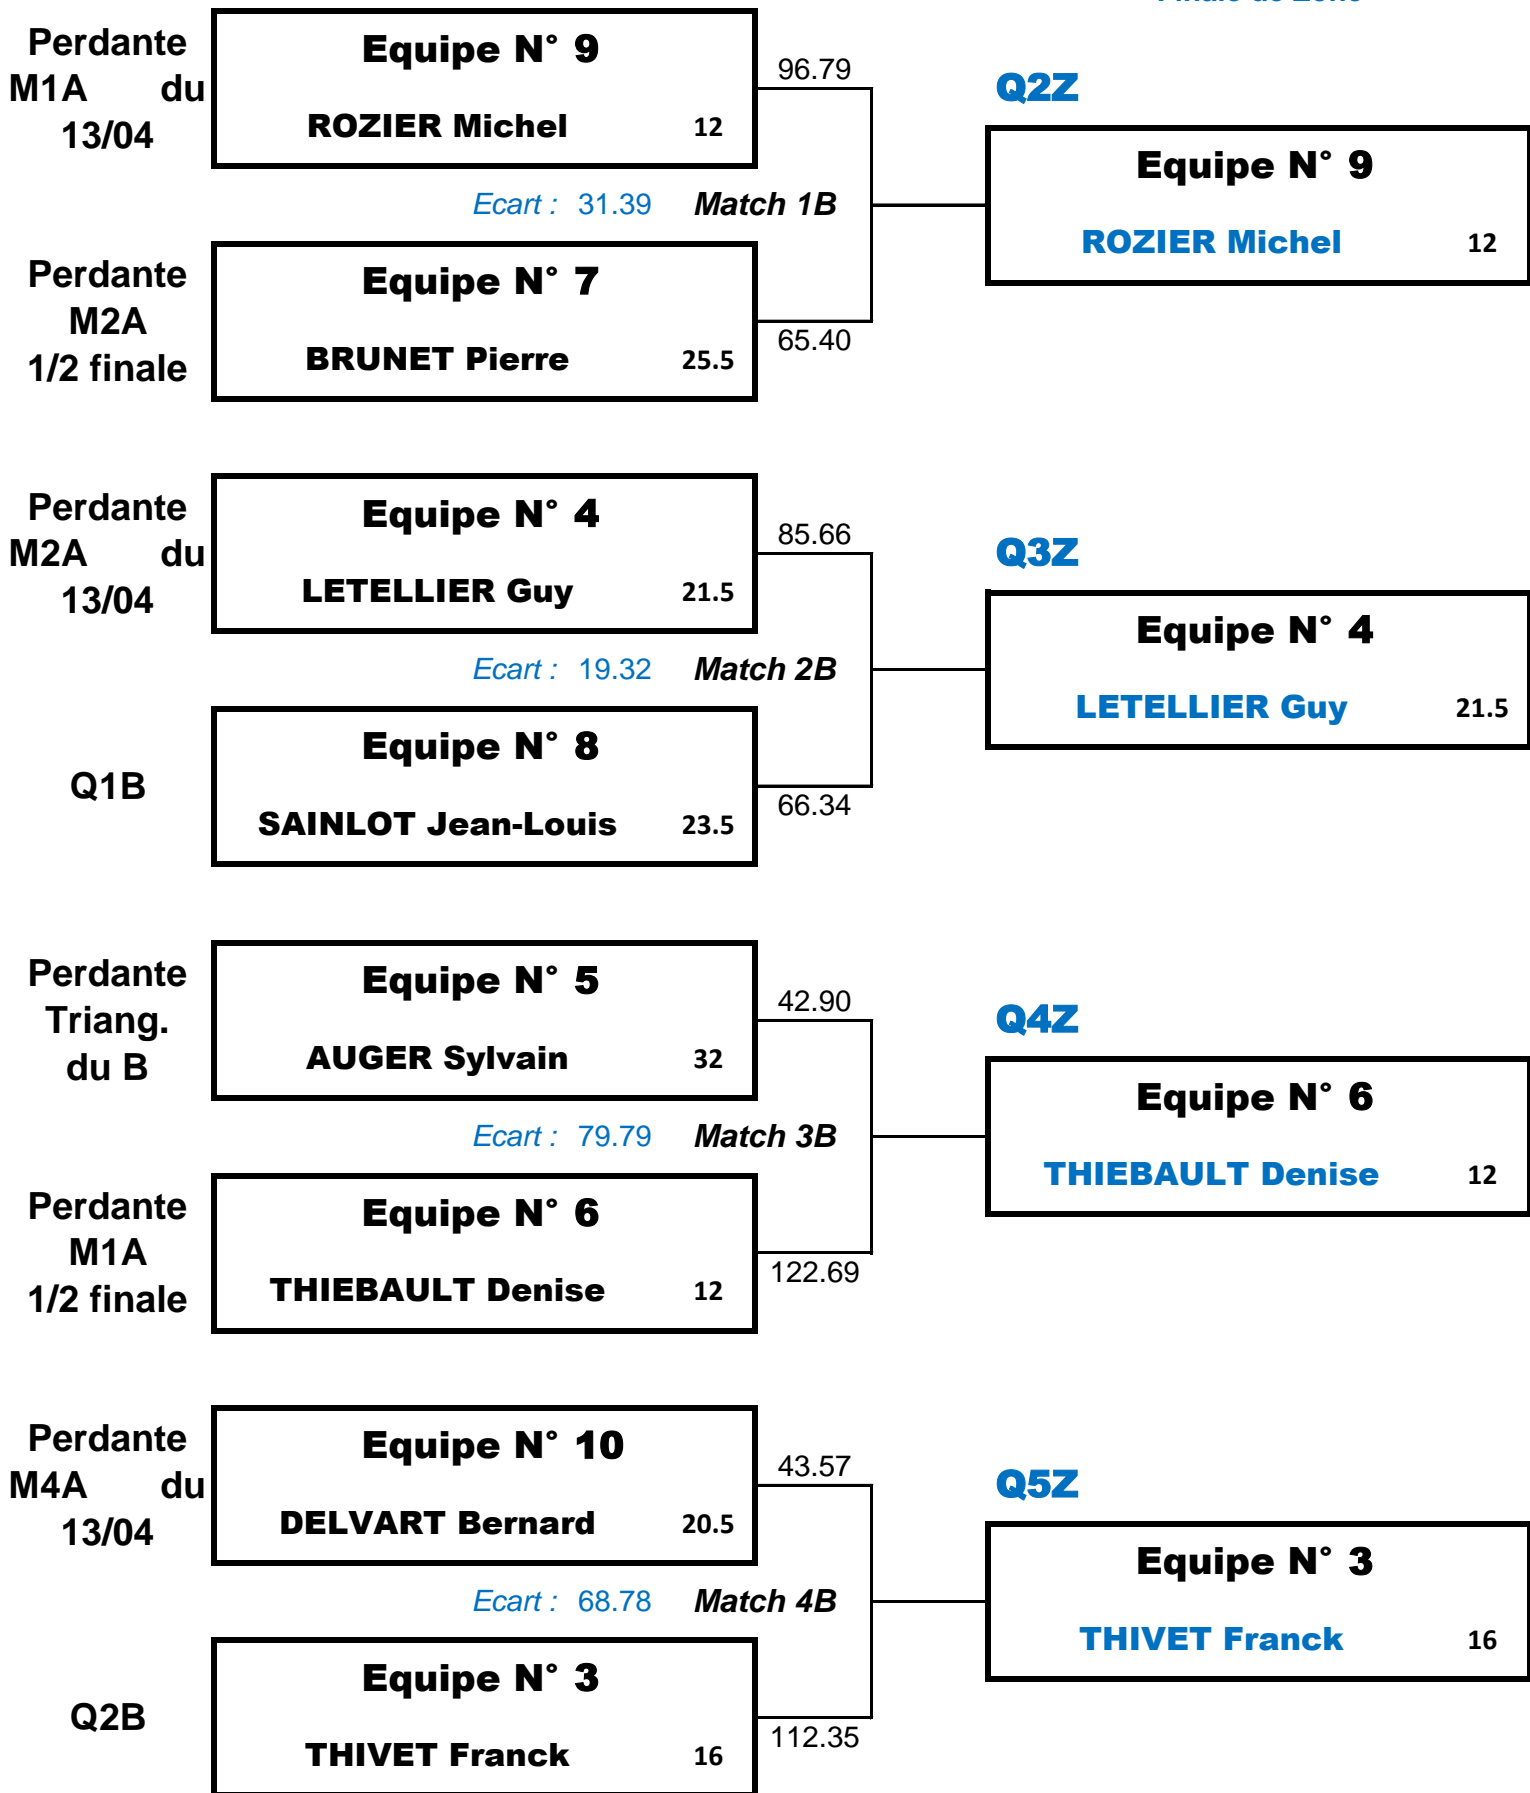 Perdante
M1A du
13/04
Equipe N° 9
ROZIER Michel 12
96.79
Q2Z
Equipe N° 9
ROZIER Michel 12
Ecart : 31.39 Match 1B
Perdante
M2A
1/2 finale
Equipe N° 7
BRUNET Pierre 25.5
65.40
Perdante
M2A du
13/04
Equipe N° 4
LETELLIER Guy 21.5
85.66
Q3Z
Equipe N° 4
LETELLIER Guy 21.5
Ecart : 19.32 Match 2B
Q1B
Equipe N° 8
SAINLOT Jean-Louis 23.5
66.34
Perdante
Triang.
du B
Equipe N° 5
AUGER Sylvain 32
42.90
Q4Z
Equipe N° 6
THIEBAULT Denise 12
Ecart : 79.79 Match 3B
Perdante
M1A
1/2 finale
Equipe N° 6
THIEBAULT Denise 12
122.69
Perdante
M4A du
13/04
Equipe N° 10
DELVART Bernard 20.5
43.57
Q5Z
Equipe N° 3
THIVET Franck 16
Ecart : 68.78 Match 4B
Q2B
Equipe N° 3
THIVET Franck 16
112.35